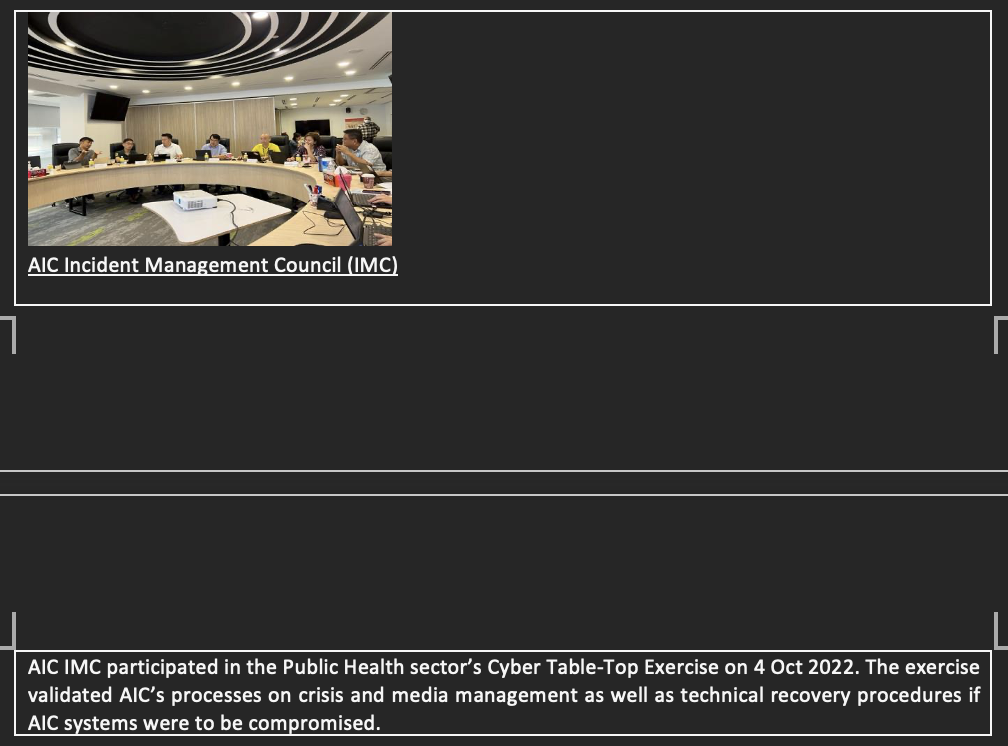 AIC Incident Management Council (IMC)
AIC IMC participated in the Public Health sector’s Cyber Table-Top Exercise on 4 Oct 2022. The exercise
validated AIC’s processes on crisis and media management as well as technical recovery procedures if
AIC systems were to be compromised.